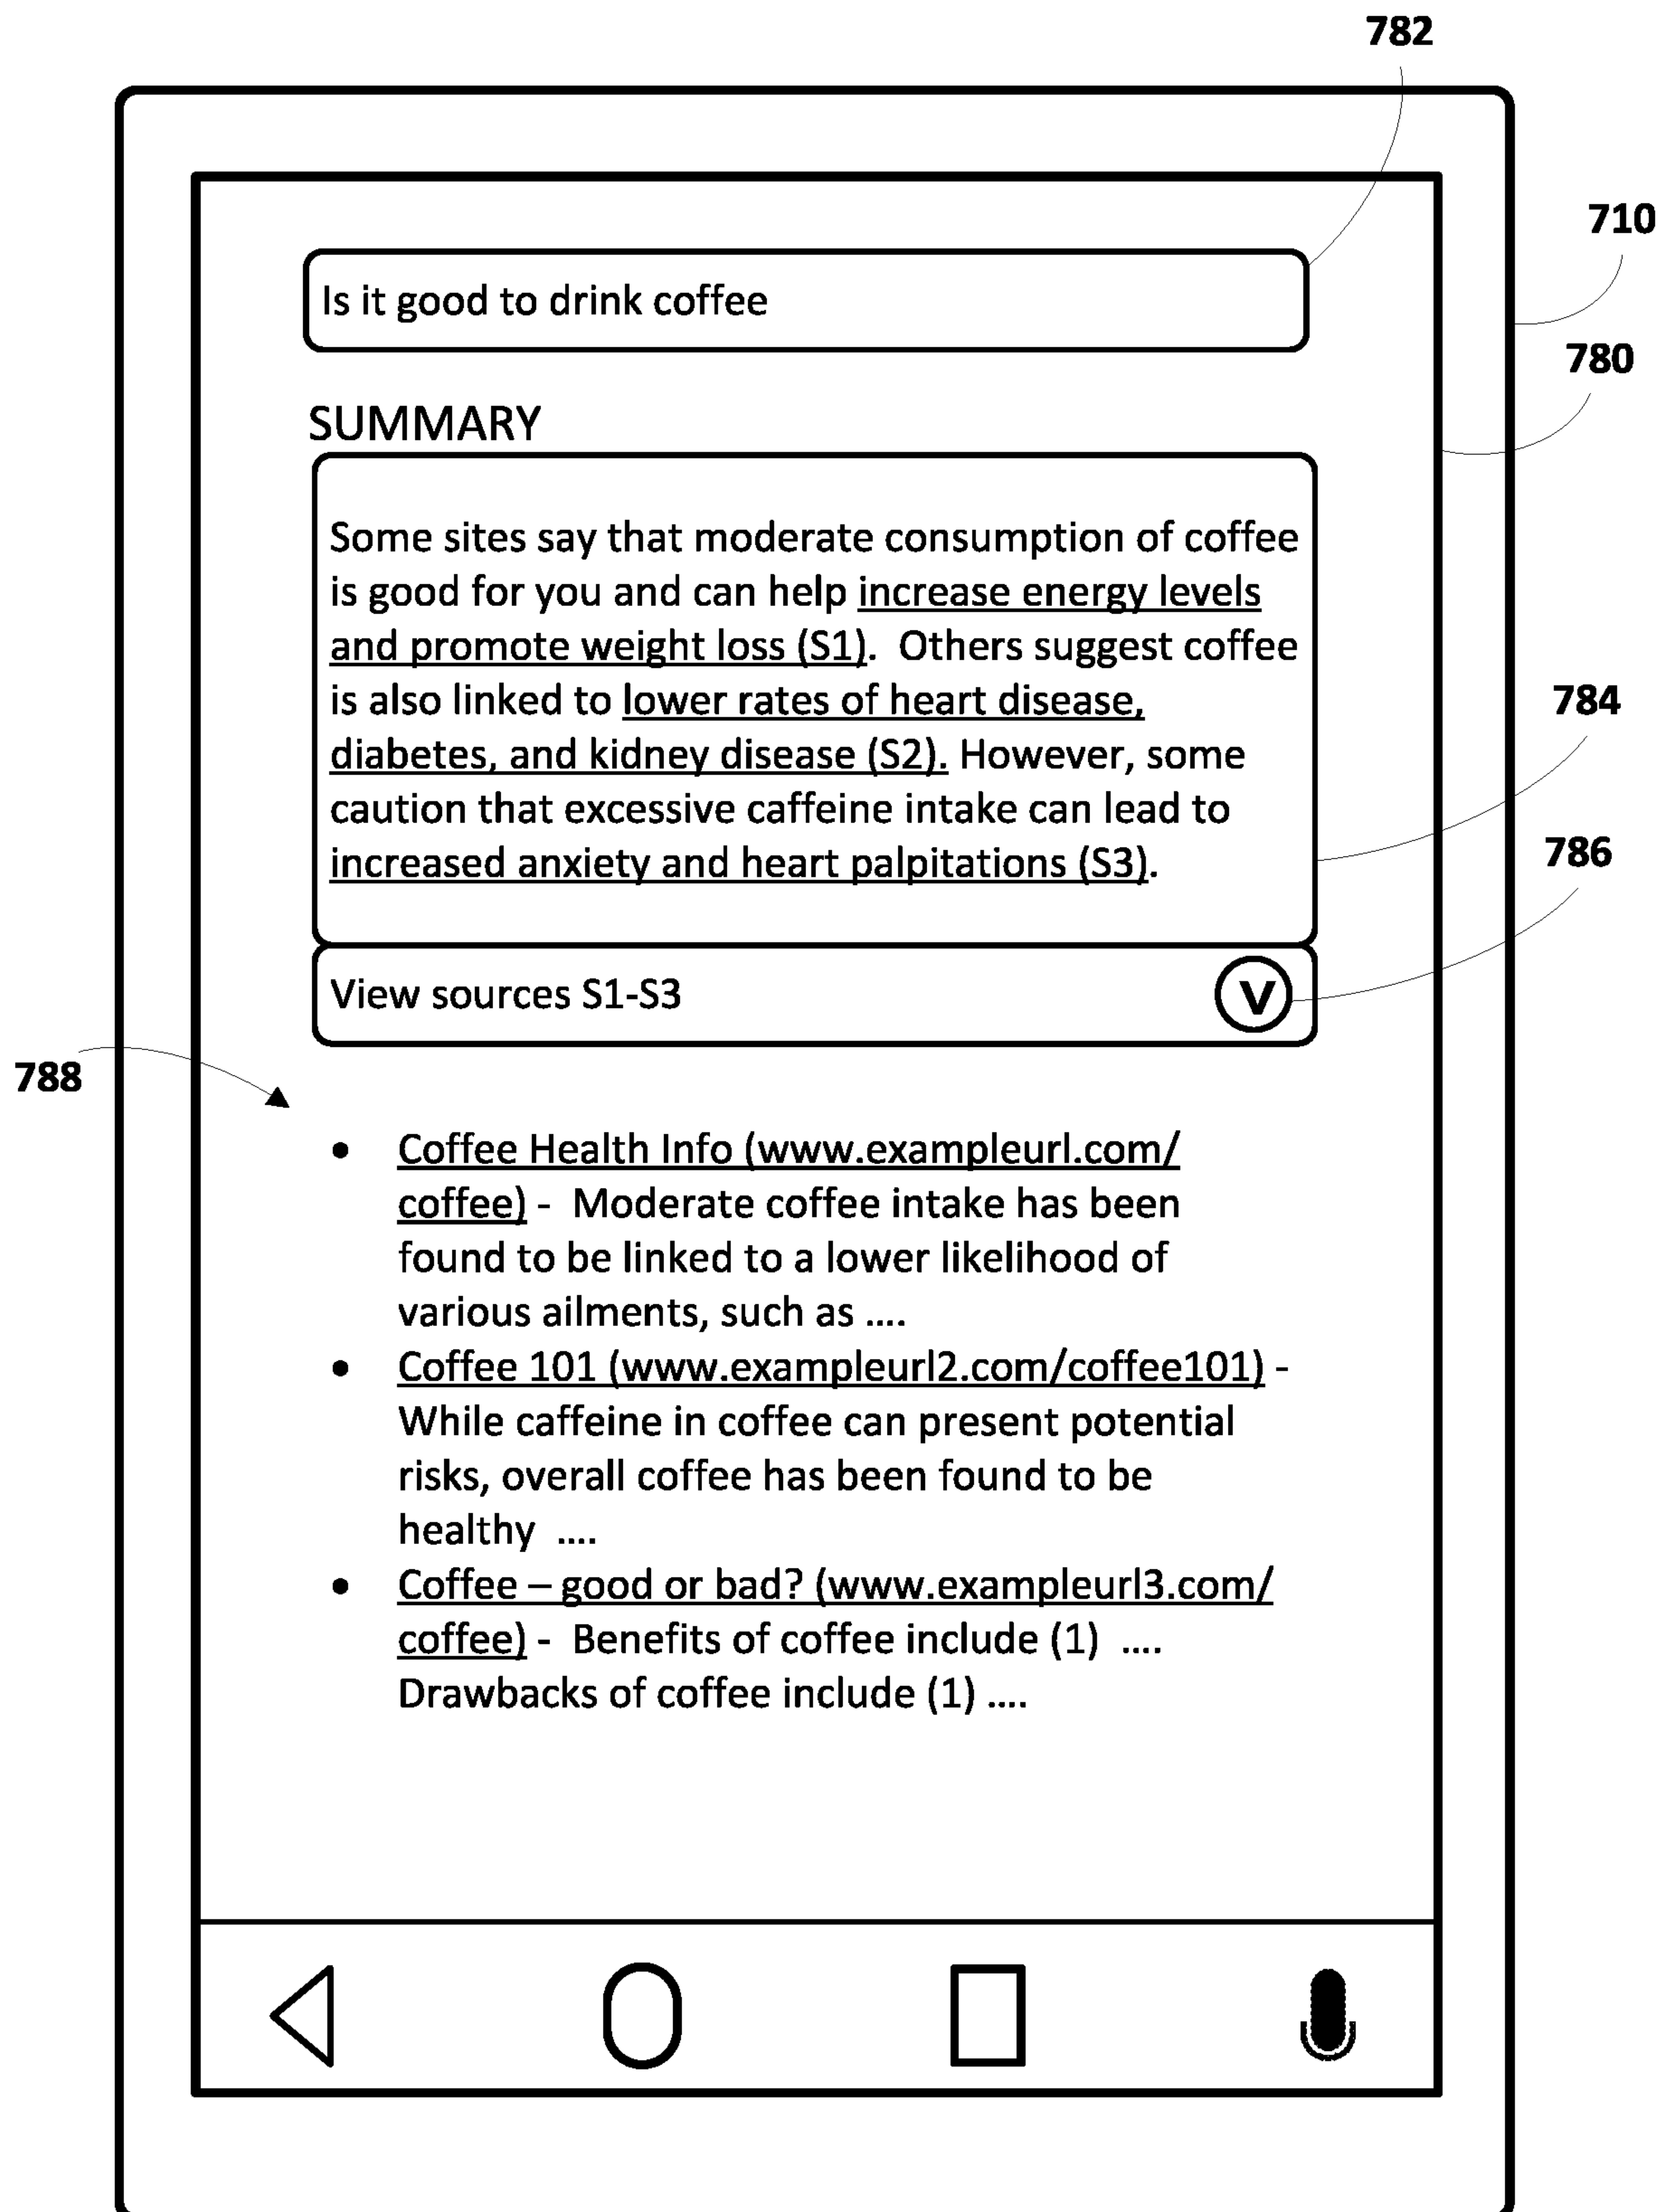 782
710
Is it good to drink coffee
780
SUMMARY
Some sites say that moderate consumption of coffee
is good for you and can help increase energy levels
and promote weight loss (S1).  Others suggest coffee
is also linked to lower rates of heart disease,
784
diabetes, and kidney disease (S2). However, some
caution that excessive caffeine intake can lead to
786
increased anxiety and heart palpitations (S3).
View sources S1-S3
V
788
• Coffee Health Info (www.exampleurl.com/
coffee) -  Moderate coffee intake has been
found to be linked to a lower likelihood of
various ailments, such as ....
• Coffee 101 (www.exampleurl2.com/coffee101) -
While caffeine in coffee can present potential
risks, overall coffee has been found to be
healthy  ....
• Coffee – good or bad? (www.exampleurl3.com/
coffee) -  Benefits of coffee include (1)  ....
Drawbacks of coffee include (1) ....